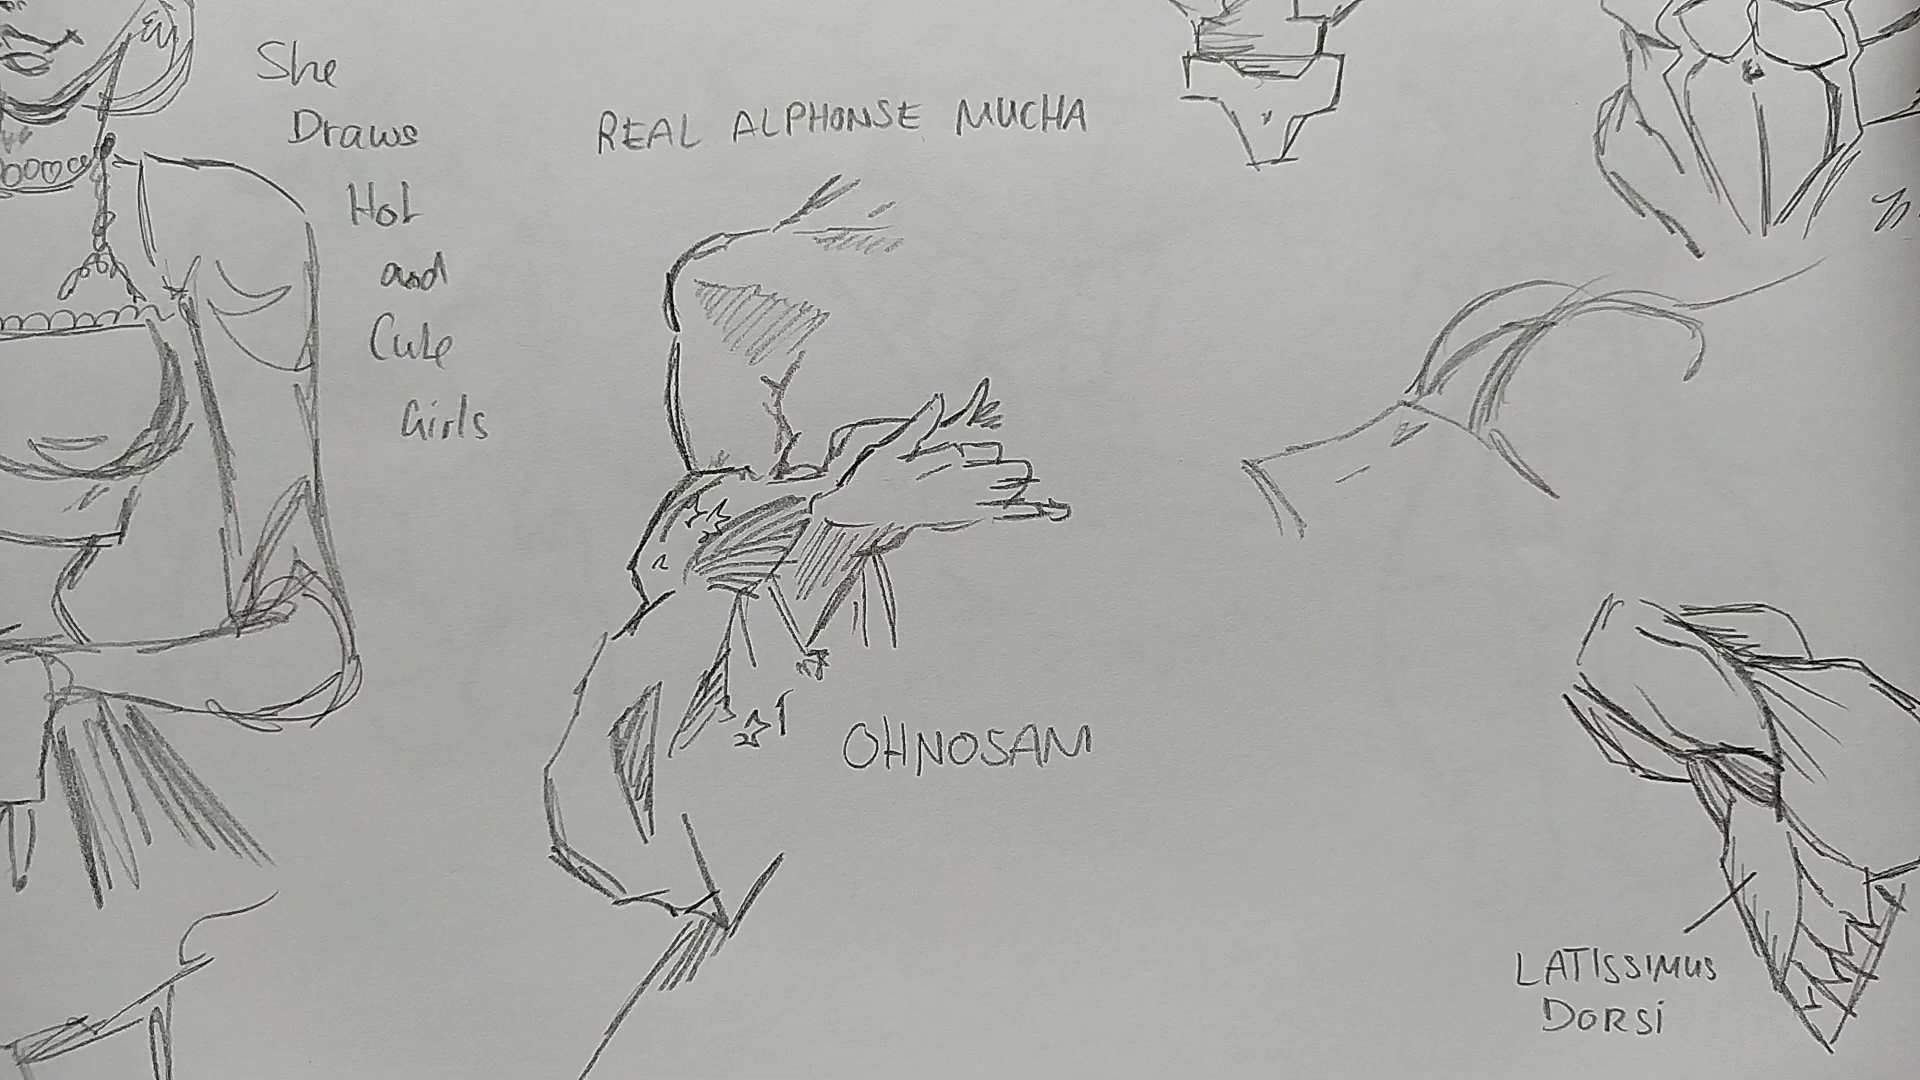 She
Draws
Hot
and
Cute
Girls
REAL ALPHONSE MUCHA
OHNOSAM
LATISSIMUS
DORSI